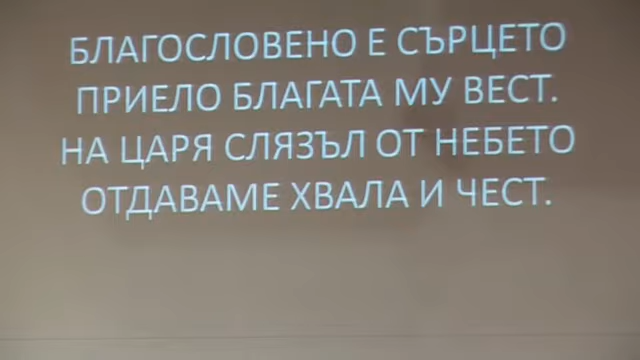 БЛАГОСЛОВЕНО Е СЪРЦЕТО
ПРИЕЛО БЛАГАТА МУ ВЕСТ.
НА ЦАРЯ СЛЯЗЪЛ ОТ НЕБЕТО
ОТДАВАМЕ ХВАЛА И ЧЕСТ.